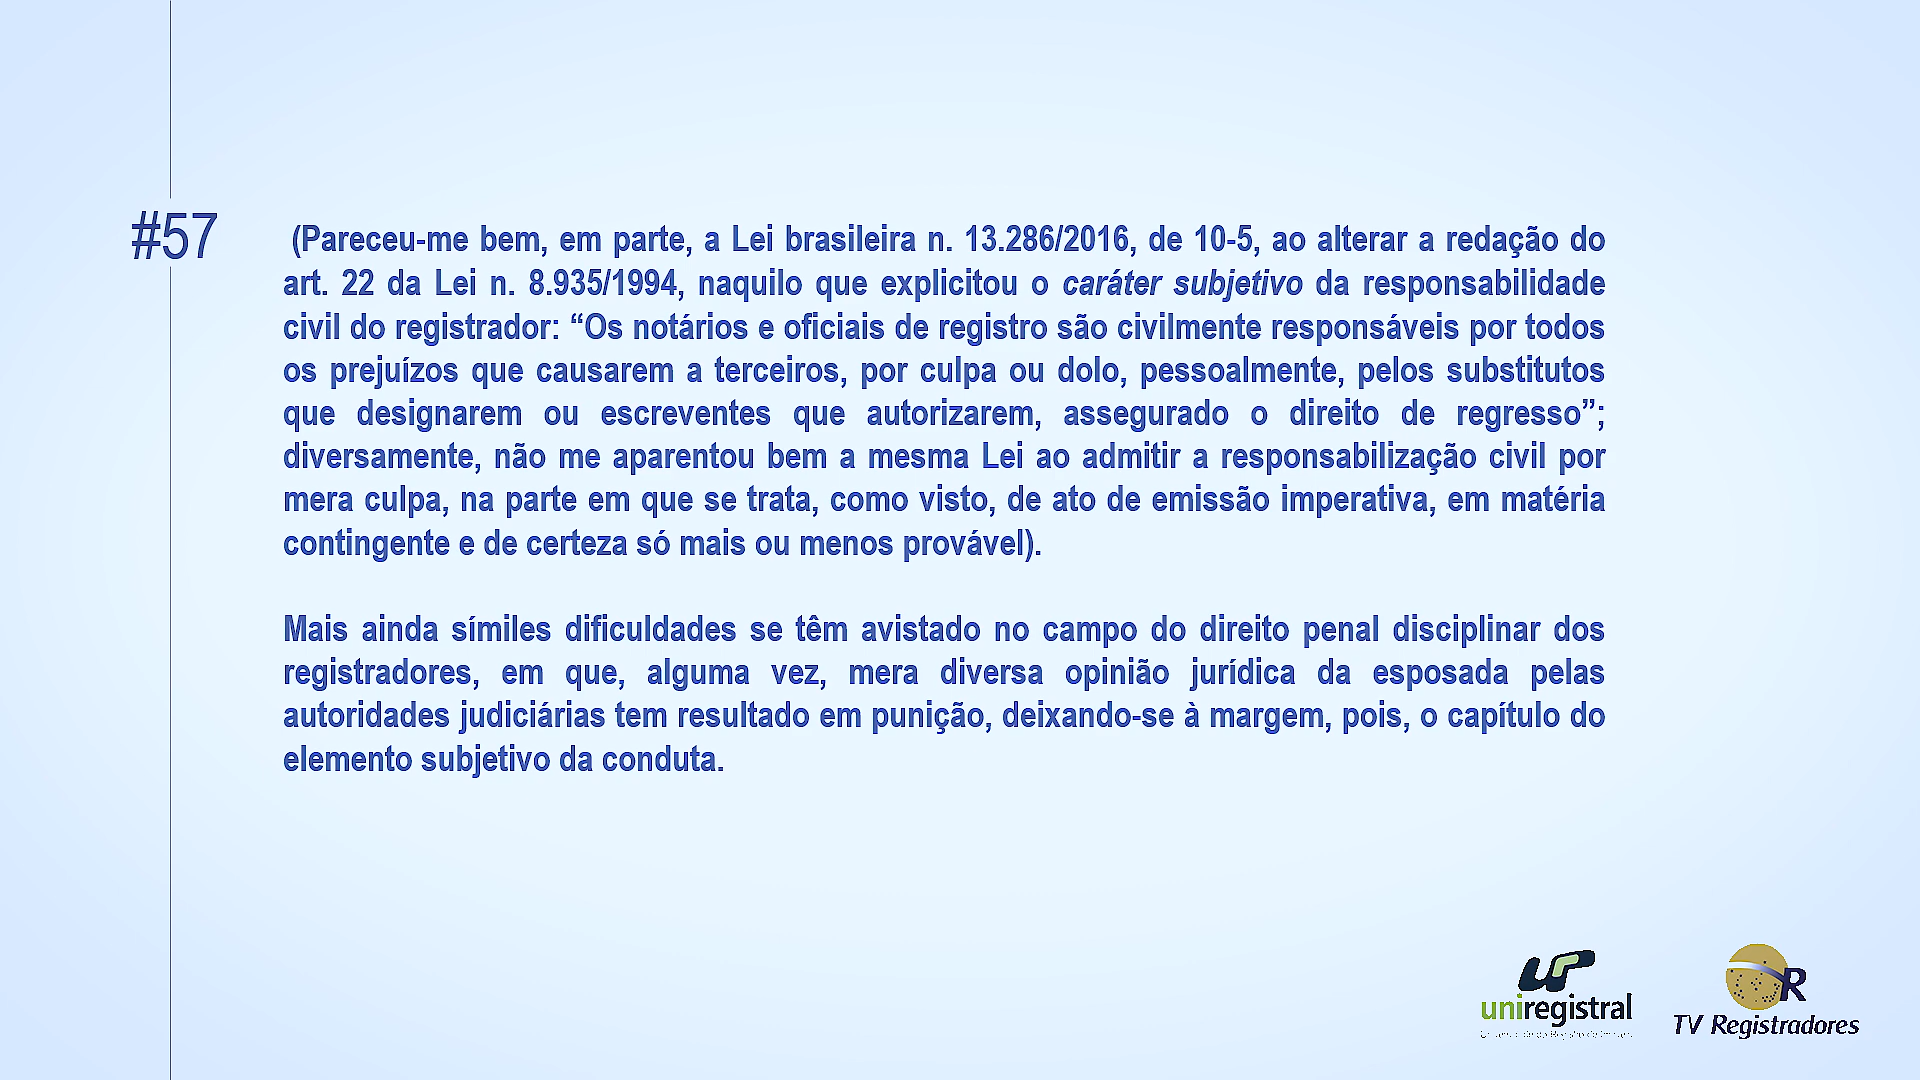 #57
(Pareceu-me bem, em parte, a Lei brasileira n. 13.286/2016, de 10-5, ao alterar a redação do
art. 22 da Lei n. 8.935/1994, naquilo que explicitou o caráter subjetivo da responsabilidade
civil do registrador: “Os notários e oficiais de registro são civilmente responsáveis por todos
os prejuízos que causarem a terceiros, por culpa ou dolo, pessoalmente, pelos substitutos
que designarem ou escreventes que autorizarem, assegurado o direito de regresso”;
diversamente, não me aparentou bem a mesma Lei ao admitir a responsabilização civil por
mera culpa, na parte em que se trata, como visto, de ato de emissão imperativa, em matéria
contingente e de certeza só mais ou menos provável).
Mais ainda símiles dificuldades se têm avistado no campo do direito penal disciplinar dos
registradores, em que, alguma vez, mera diversa opinião jurídica da esposada pelas
autoridades judiciárias tem resultado em punição, deixando-se à margem, pois, o capítulo do
elemento subjetivo da conduta.
uniregistral
R
TV Registradores